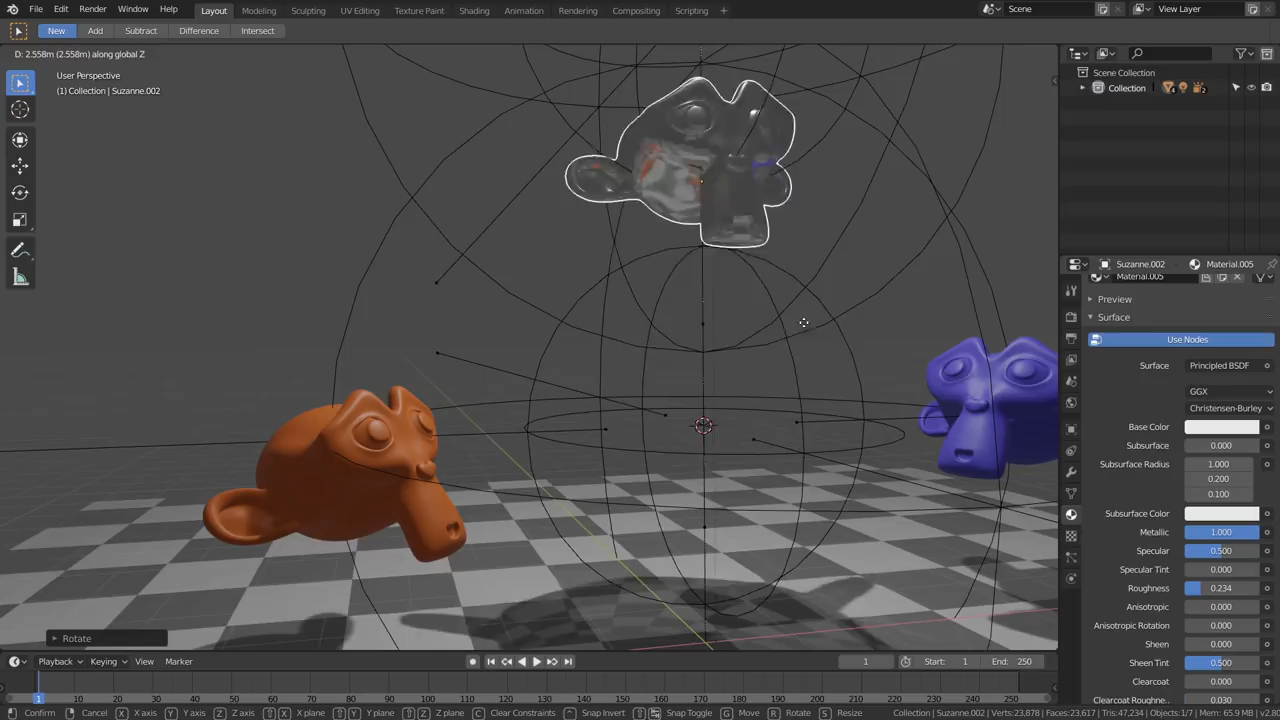 File Edit Render Window Help Layout Modeling Sculpting UV Editing Texture Paint Shading Animation Rendering Compositing Scripting + Scene View Layer
New Add Subtract Difference Intersect
D: 2.558m (2.558m) along global Z
User Perspective
(1) Collection | Suzanne.002
Scene Collection
Collection
Suzanne.002 Material.005
Material.005
Preview
Surface
Use Nodes
Surface Principled BSDF
GGX
Christensen-Burley
Base Color
Subsurface 0.000
Subsurface Radius 1.000
0.200
0.100
Subsurface Color
Metallic 1.000
Specular 0.500
Specular Tint 0.000
Roughness 0.234
Anisotropic 0.000
Anisotropic Rotation 0.000
Sheen 0.000
Sheen Tint 0.500
Clearcoat 0.000
Clearcoat Roughne.. 0.030
Rotate
Playback Keying View Marker 1 Start: 1 End: 250
1 10 20 30 40 50 60 70 80 90 100 110 120 130 140 150 160 170 180 190 200 210 220 230 240 250
Confirm Cancel X X axis Y Y axis Z Z axis X X plane Y Y plane Z Z plane C Clear Constraints Snap Invert Snap Toggle G Move R Rotate S Resize Collection | Suzanne.002 | Verts:23,878 | Faces:23,617 | Tris:47,234 | Objects:1/7 | Mem: 65.9 MB